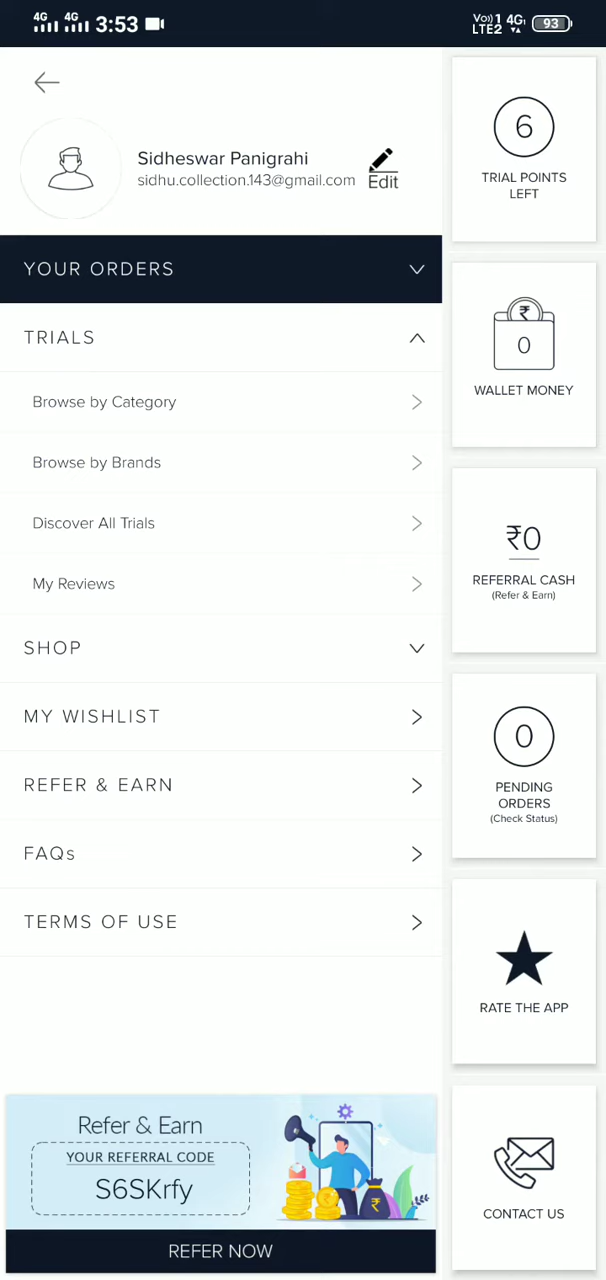 4G 4G 3:53 Vo)) 1 4G 93
LTE2
Sidheswar Panigrahi
sidhu.collection.143@gmail.com
Edit
YOUR ORDERS
TRIALS
Browse by Category
Browse by Brands
Discover All Trials
My Reviews
SHOP
MY WISHLIST
REFER & EARN
FAQs
TERMS OF USE
Refer & Earn
YOUR REFERRAL CODE
S6SKrfy
₹
REFER NOW
6
TRIAL POINTS
LEFT
₹
0
WALLET MONEY
₹0
REFERRAL CASH
(Refer & Earn)
0
PENDING
ORDERS
(Check Status)
RATE THE APP
CONTACT US